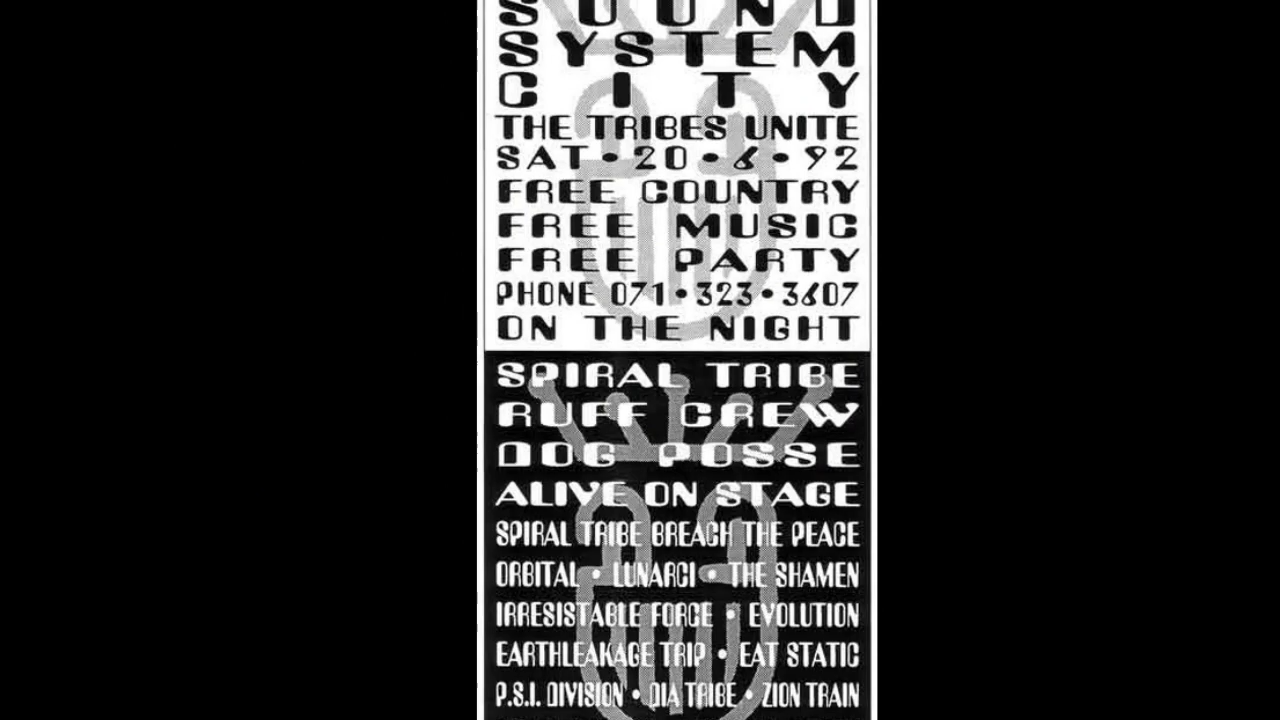 SOUND
SYSTEM
CITY
THE TRIBES UNITE
SAT • 20 • 6 • 92
FREE COUNTRY
FREE MUSIC
FREE PARTY
PHONE 071 • 323 • 3607
ON THE NIGHT
SPIRAL TRIBE
RUFF CREW
DOG POSSE
ALIVE ON STAGE
SPIRAL TRIBE BREACH THE PEACE
ORBITAL • LUNARCI • THE SHAMEN
IRRESISTABLE FORCE • EVOLUTION
EARTHLEAKAGE TRIP • EAT STATIC
P.S.I. DIVISION • DIA TRIBE • ZION TRAIN